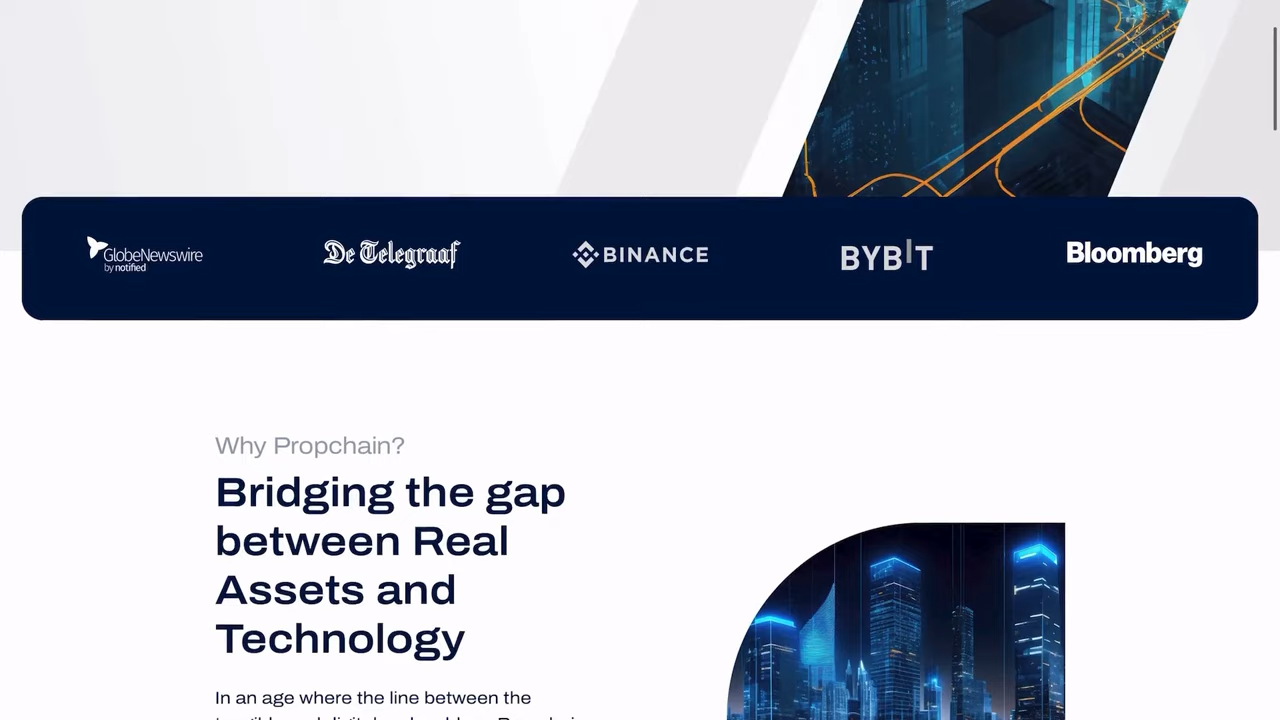 GlobeNewswire
by notified
De Telegraaf
BINANCE
BYBIT
Bloomberg
Why Propchain?
Bridging the gap
between Real
Assets and
Technology
In an age where the line between the